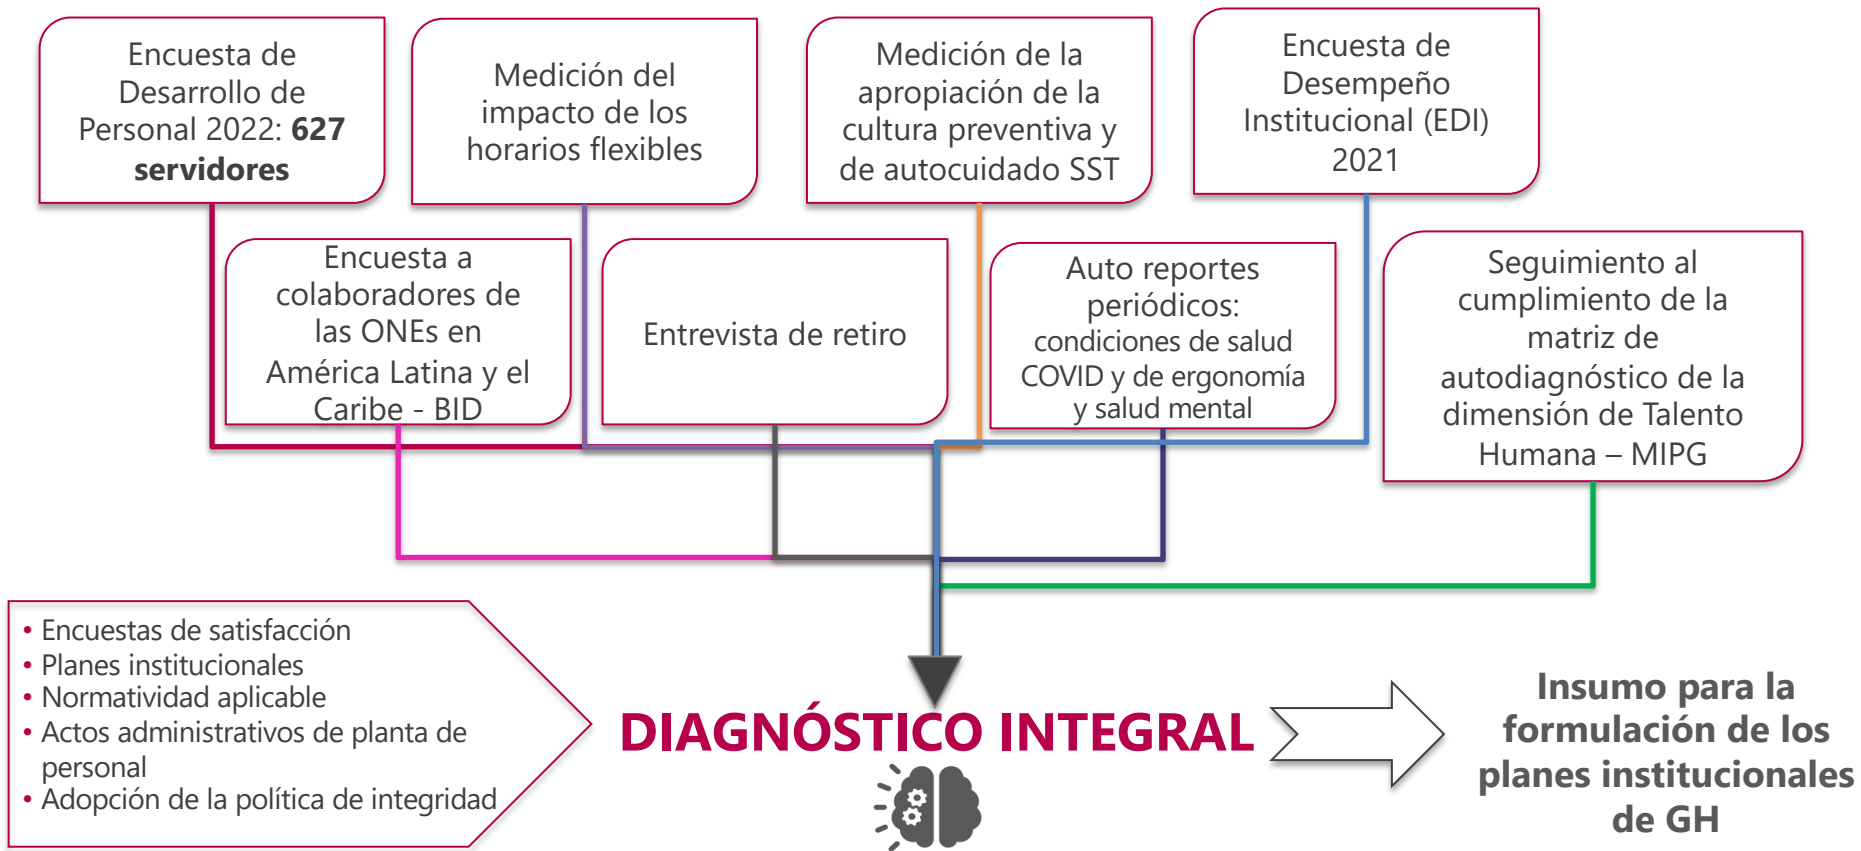 Encuesta de
Desarrollo de
Personal 2022: 627
servidores
Medición del
impacto de los
horarios flexibles
Medición de la
apropiación de la
cultura preventiva y
de autocuidado SST
Encuesta de
Desempeño
Institucional (EDI)
2021
Encuesta a
colaboradores de
las ONEs en
América Latina y el
Caribe - BID
Entrevista de retiro
Auto reportes
periódicos:
condiciones de salud
COVID y de ergonomía
y salud mental
Seguimiento al
cumplimiento de la
matriz de
autodiagnóstico de la
dimensión de Talento
Humana – MIPG
• Encuestas de satisfacción
• Planes institucionales
• Normatividad aplicable
• Actos administrativos de planta de
personal
• Adopción de la política de integridad
DIAGNÓSTICO INTEGRAL
Insumo para la
formulación de los
planes institucionales
de GH